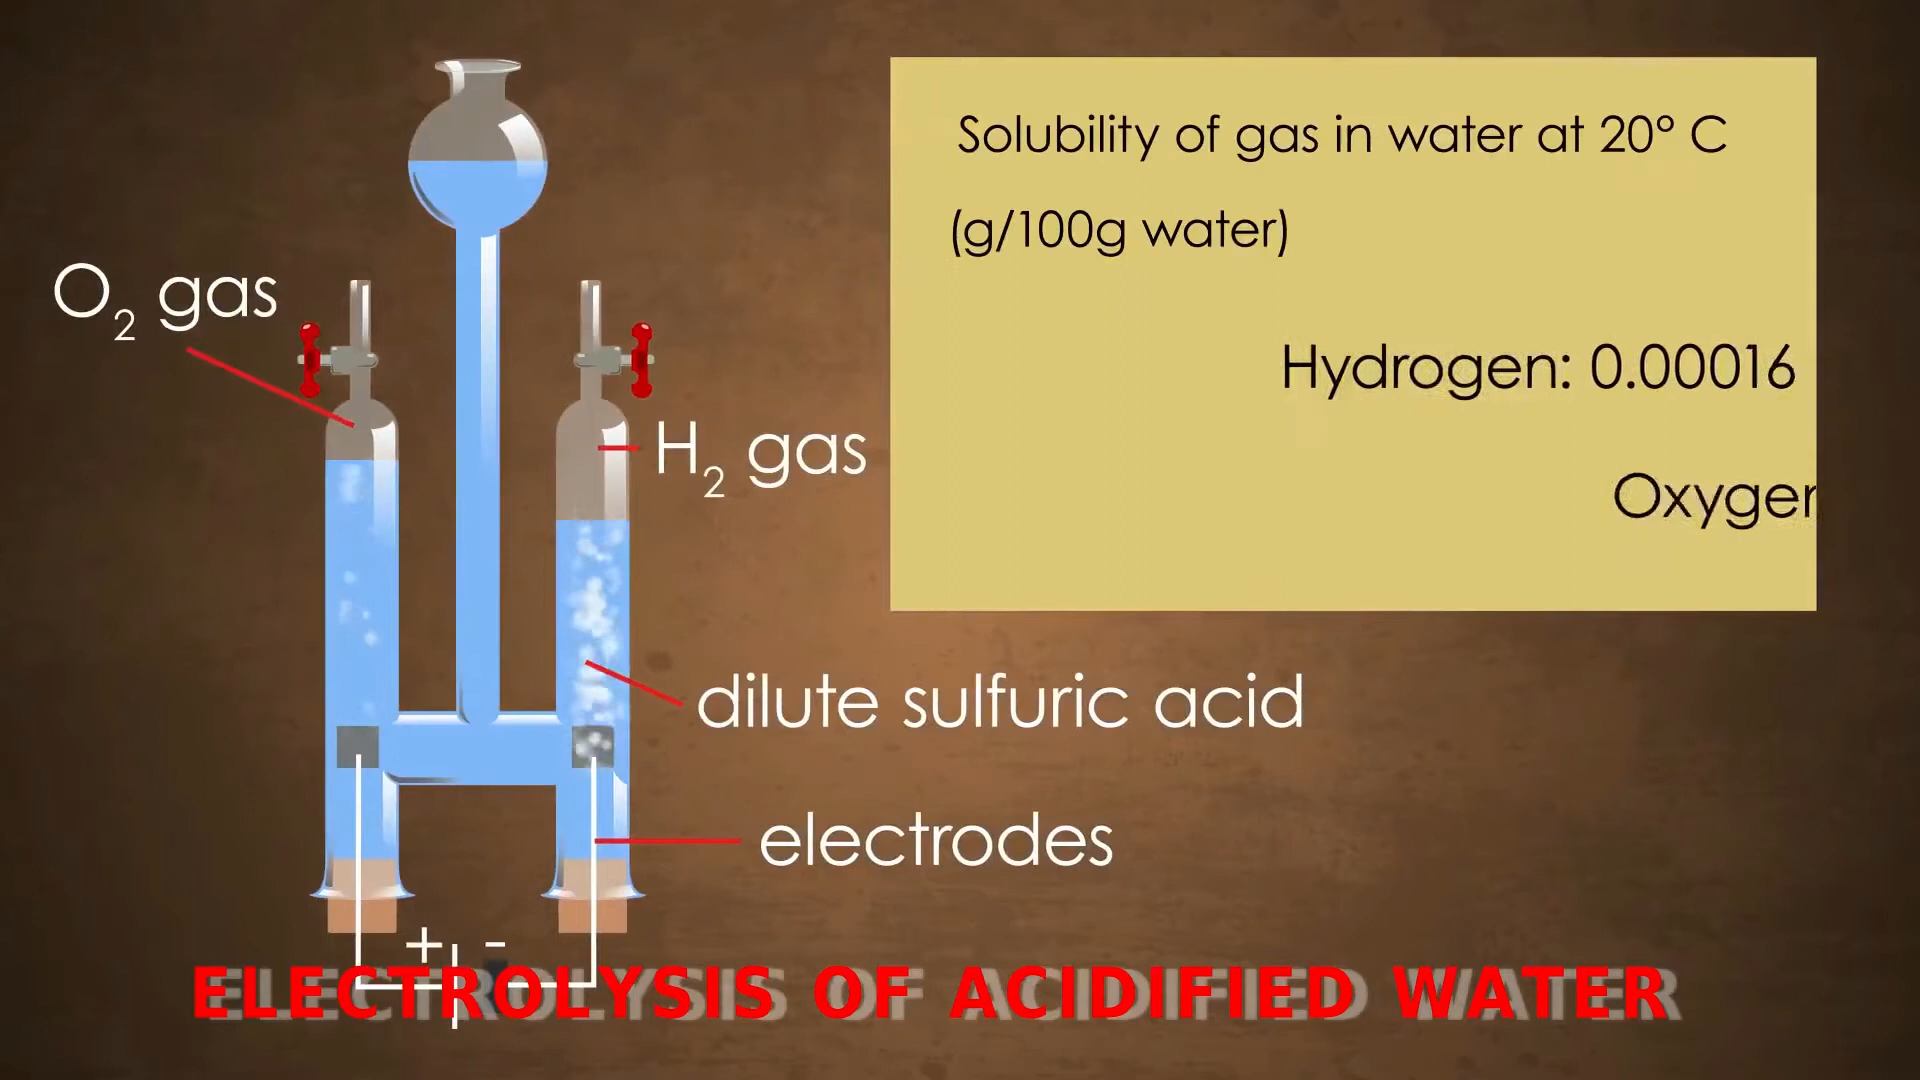 Solubility of gas in water at 20° C
(g/100g water)
O₂ gas
Hydrogen: 0.00016
H₂ gas
Oxygen
dilute sulfuric acid
electrodes
+ -
ELECTROLYSIS OF ACIDIFIED WATER